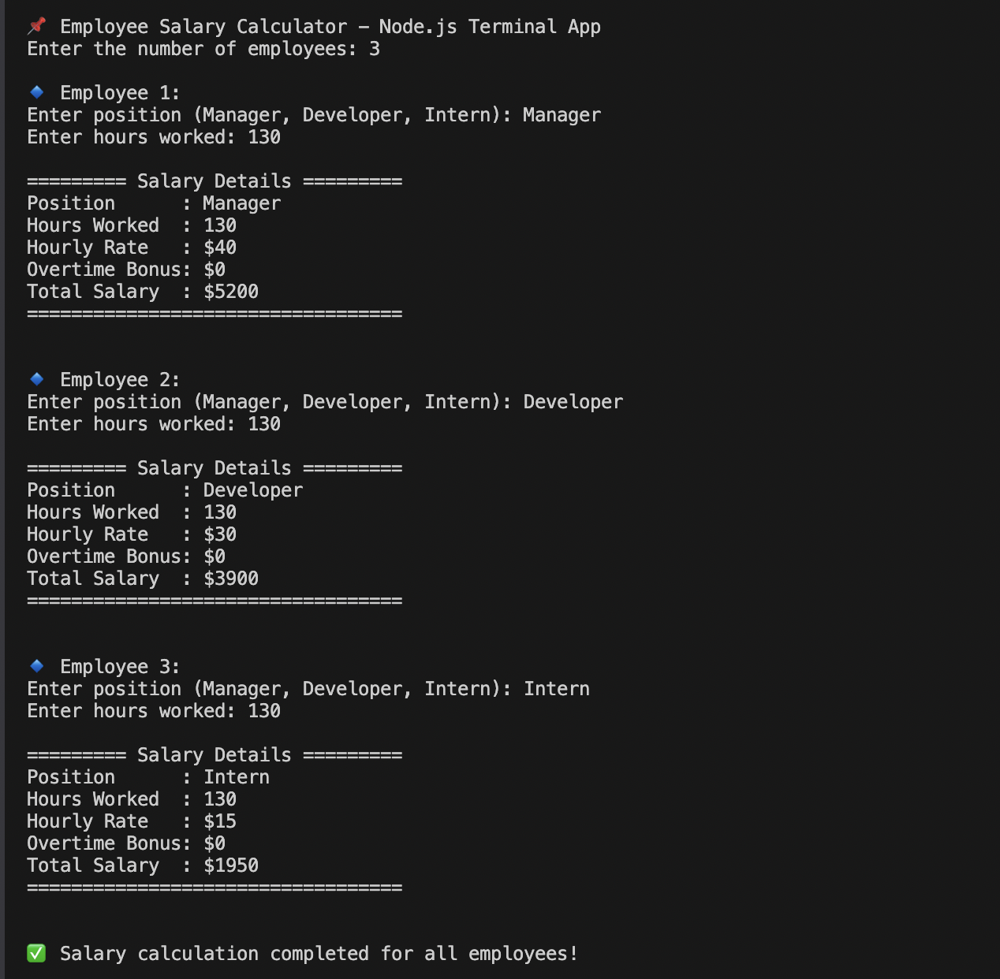 📌 Employee Salary Calculator – Node.js Terminal App
Enter the number of employees: 3
🔹 Employee 1:
Enter position (Manager, Developer, Intern): Manager
Enter hours worked: 130
========= Salary Details =========
Position      : Manager
Hours Worked  : 130
Hourly Rate   : $40
Overtime Bonus: $0
Total Salary  : $5200
==================================
🔹 Employee 2:
Enter position (Manager, Developer, Intern): Developer
Enter hours worked: 130
========= Salary Details =========
Position      : Developer
Hours Worked  : 130
Hourly Rate   : $30
Overtime Bonus: $0
Total Salary  : $3900
==================================
🔹 Employee 3:
Enter position (Manager, Developer, Intern): Intern
Enter hours worked: 130
========= Salary Details =========
Position      : Intern
Hours Worked  : 130
Hourly Rate   : $15
Overtime Bonus: $0
Total Salary  : $1950
==================================
✅ Salary calculation completed for all employees!